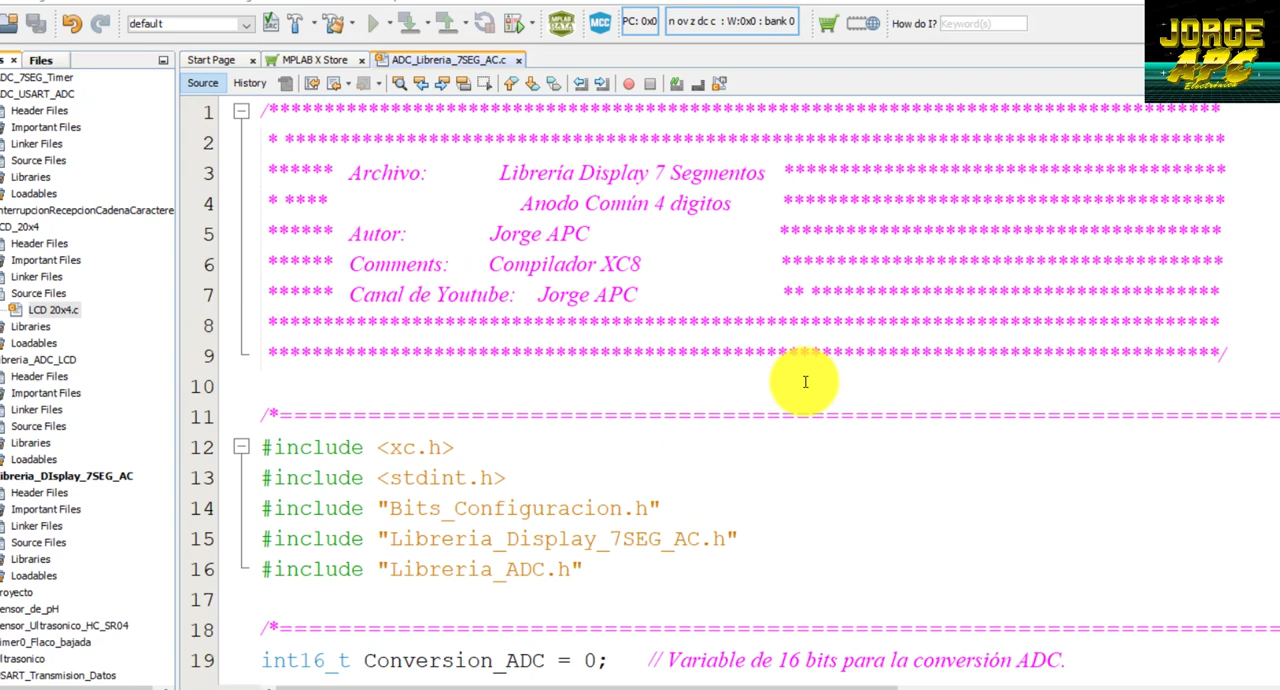 default
PC: 0x0
n ov z dc c : W:0x0 : bank 0
How do I?
Keyword(s)
JORGE
APC
Electrónics
Files
Start Page
MPLAB X Store
ADC_Libreria_7SEG_AC.c
Source
History
DC_7SEG_Timer
DC_USART_ADC
Header Files
Important Files
Linker Files
Source Files
Libraries
Loadables
nterrupcionRecepcionCadenaCaractere
CD_20x4
Header Files
Important Files
Linker Files
Source Files
LCD 20x4.c
Libraries
Loadables
ibreria_ADC_LCD
Header Files
Important Files
Linker Files
Source Files
Libraries
Loadables
ibreria_DIsplay_7SEG_AC
Header Files
Important Files
Linker Files
Source Files
Libraries
Loadables
royecto
ensor_de_pH
ensor_Ultrasonico_HC_SR04
imer0_Flaco_bajada
ltrasonico
SART_Transmision_Datos
1
2
3 ****** Archivo: Librería Display 7 Segmentos
4 * **** Anodo Común 4 digitos
5 ****** Autor: Jorge APC
6 ****** Comments: Compilador XC8
7 ****** Canal de Youtube: Jorge APC
8
9
10
11
12 #include <xc.h>
13 #include <stdint.h>
14 #include "Bits_Configuracion.h"
15 #include "Libreria_Display_7SEG_AC.h"
16 #include "Libreria_ADC.h"
17
18
19 int16_t Conversion_ADC = 0; // Variable de 16 bits para la conversión ADC.